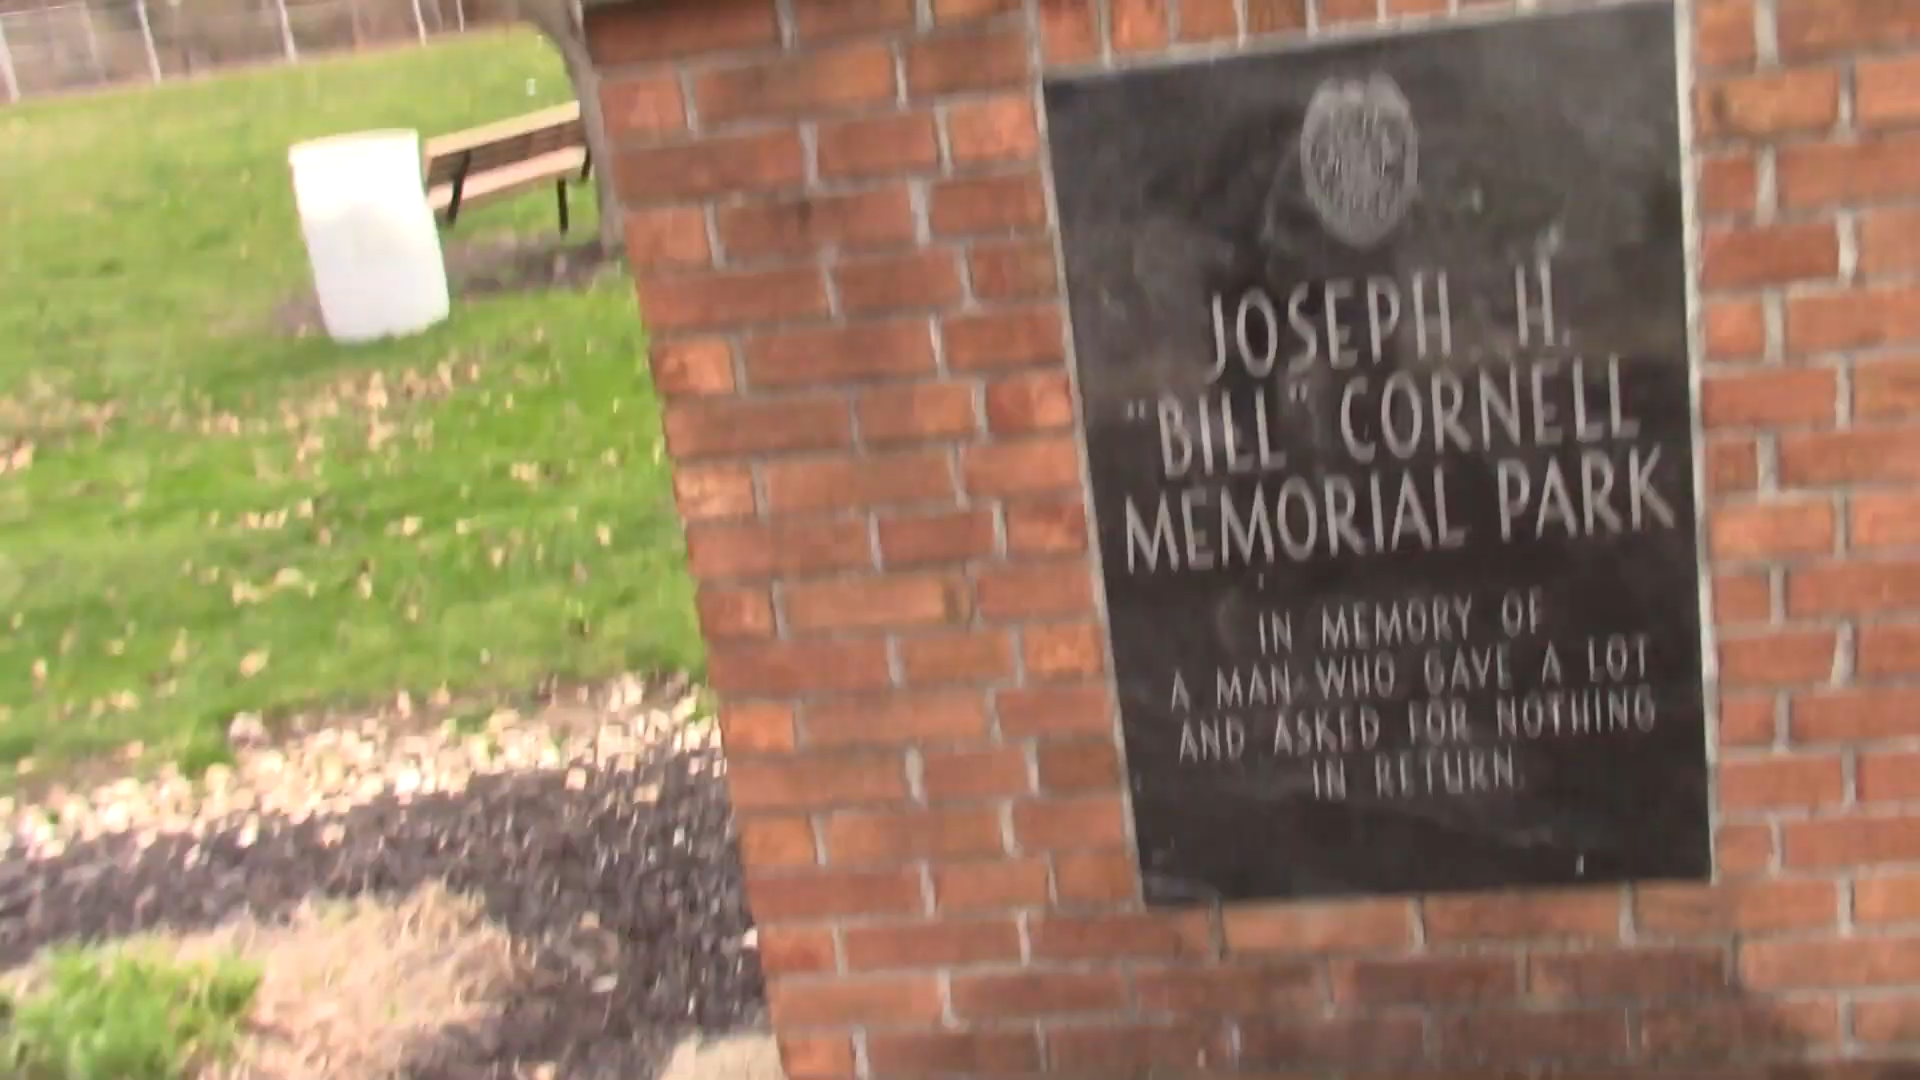 JOSEPH H.
"BILL" CORNELL
MEMORIAL PARK
IN MEMORY OF
A MAN WHO GAVE A LOT
AND ASKED FOR NOTHING
IN RETURN.